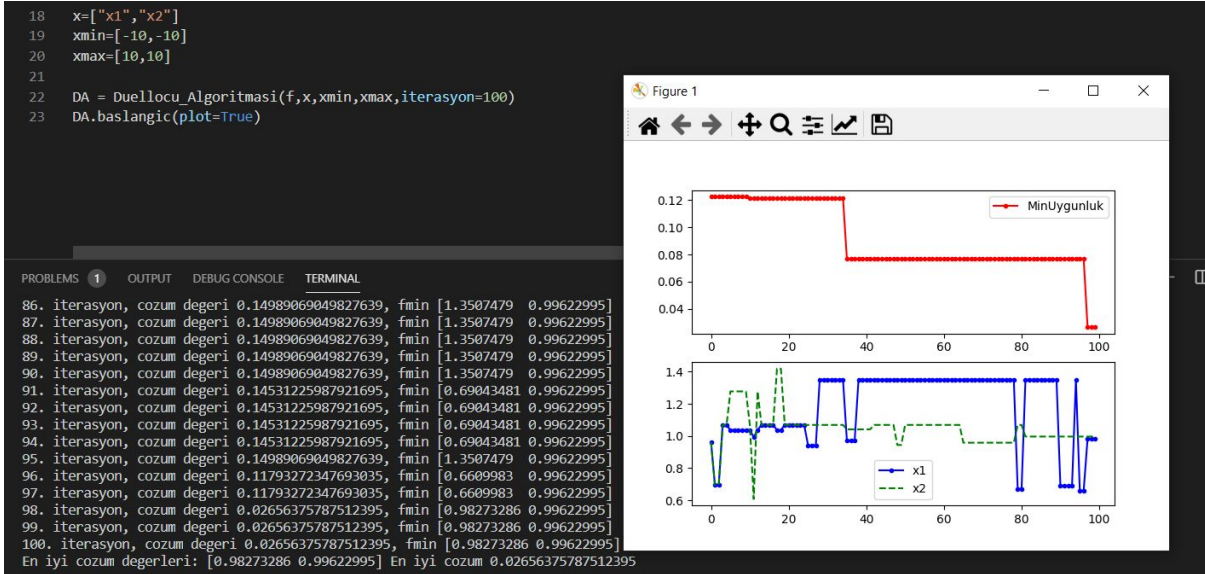 18 x=["x1","x2"]
19 xmin=[-10,-10]
20 xmax=[10,10]
21
22 DA = Duellocu_Algoritmasi(f,x,xmin,xmax,iterasyon=100)
23 DA.baslangic(plot=True)
PROBLEMS 1 OUTPUT DEBUG CONSOLE TERMINAL
86. iterasyon, cozum degeri 0.14989069049827639, fmin [1.3507479 0.99622995]
87. iterasyon, cozum degeri 0.14989069049827639, fmin [1.3507479 0.99622995]
88. iterasyon, cozum degeri 0.14989069049827639, fmin [1.3507479 0.99622995]
89. iterasyon, cozum degeri 0.14989069049827639, fmin [1.3507479 0.99622995]
90. iterasyon, cozum degeri 0.14989069049827639, fmin [1.3507479 0.99622995]
91. iterasyon, cozum degeri 0.14531225987921695, fmin [0.69043481 0.99622995]
92. iterasyon, cozum degeri 0.14531225987921695, fmin [0.69043481 0.99622995]
93. iterasyon, cozum degeri 0.14531225987921695, fmin [0.69043481 0.99622995]
94. iterasyon, cozum degeri 0.14531225987921695, fmin [0.69043481 0.99622995]
95. iterasyon, cozum degeri 0.14989069049827639, fmin [1.3507479 0.99622995]
96. iterasyon, cozum degeri 0.11793272347693035, fmin [0.6609983 0.99622995]
97. iterasyon, cozum degeri 0.11793272347693035, fmin [0.6609983 0.99622995]
98. iterasyon, cozum degeri 0.02656375787512395, fmin [0.98273286 0.99622995]
99. iterasyon, cozum degeri 0.02656375787512395, fmin [0.98273286 0.99622995]
100. iterasyon, cozum degeri 0.02656375787512395, fmin [0.98273286 0.99622995]
En iyi cozum degerleri: [0.98273286 0.99622995] En iyi cozum 0.02656375787512395
Figure 1
0.12
0.10
0.08
0.06
0.04
MinUygunluk
0 20 40 60 80 100
1.4
1.2
1.0
0.8
0.6
x1
x2
0 20 40 60 80 100